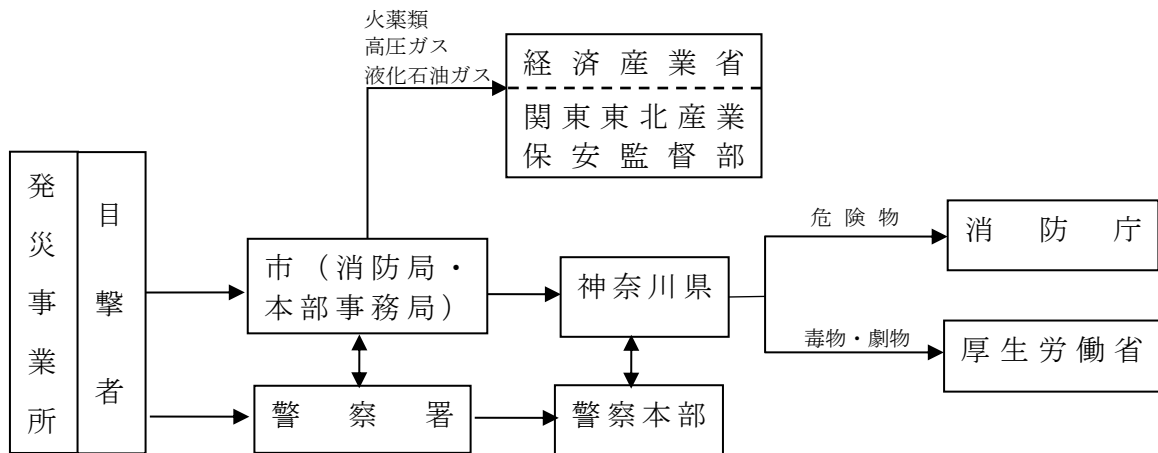 火薬類
高圧ガス
液化石油ガス
経済産業省
関東東北産業
保安監督部
発災事業所
目撃者
市（消防局・
本部事務局）
神奈川県
危険物
消防庁
毒物・劇物
厚生労働省
警察署
警察本部